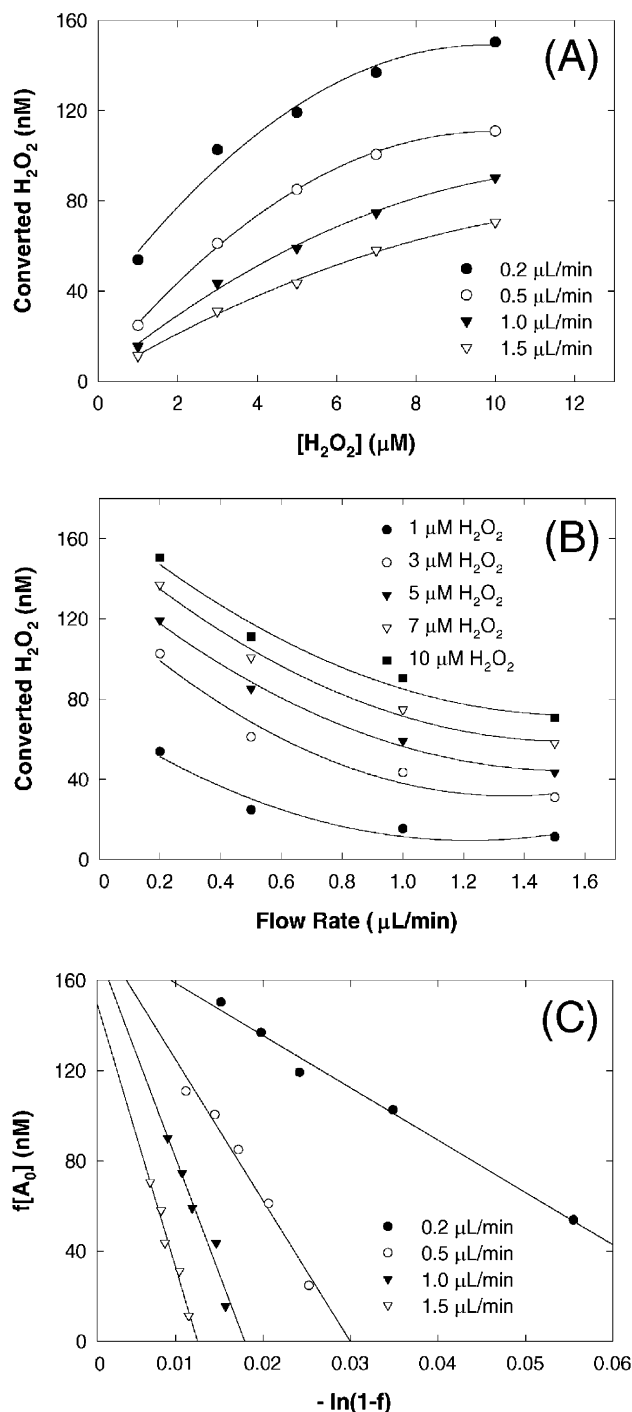 (A)
Converted H₂O₂ (nM)
160
120
80
40
0
0.2 µL/min
0.5 µL/min
1.0 µL/min
1.5 µL/min
0 2 4 6 8 10 12
[H₂O₂] (µM)
(B)
Converted H₂O₂ (nM)
160
120
80
40
0
1 µM H₂O₂
3 µM H₂O₂
5 µM H₂O₂
7 µM H₂O₂
10 µM H₂O₂
0.0 0.2 0.4 0.6 0.8 1.0 1.2 1.4 1.6
Flow Rate (µL/min)
(C)
f[A₀] (nM)
160
120
80
40
0
0.2 µL/min
0.5 µL/min
1.0 µL/min
1.5 µL/min
0 0.01 0.02 0.03 0.04 0.05 0.06
- ln(1-f)